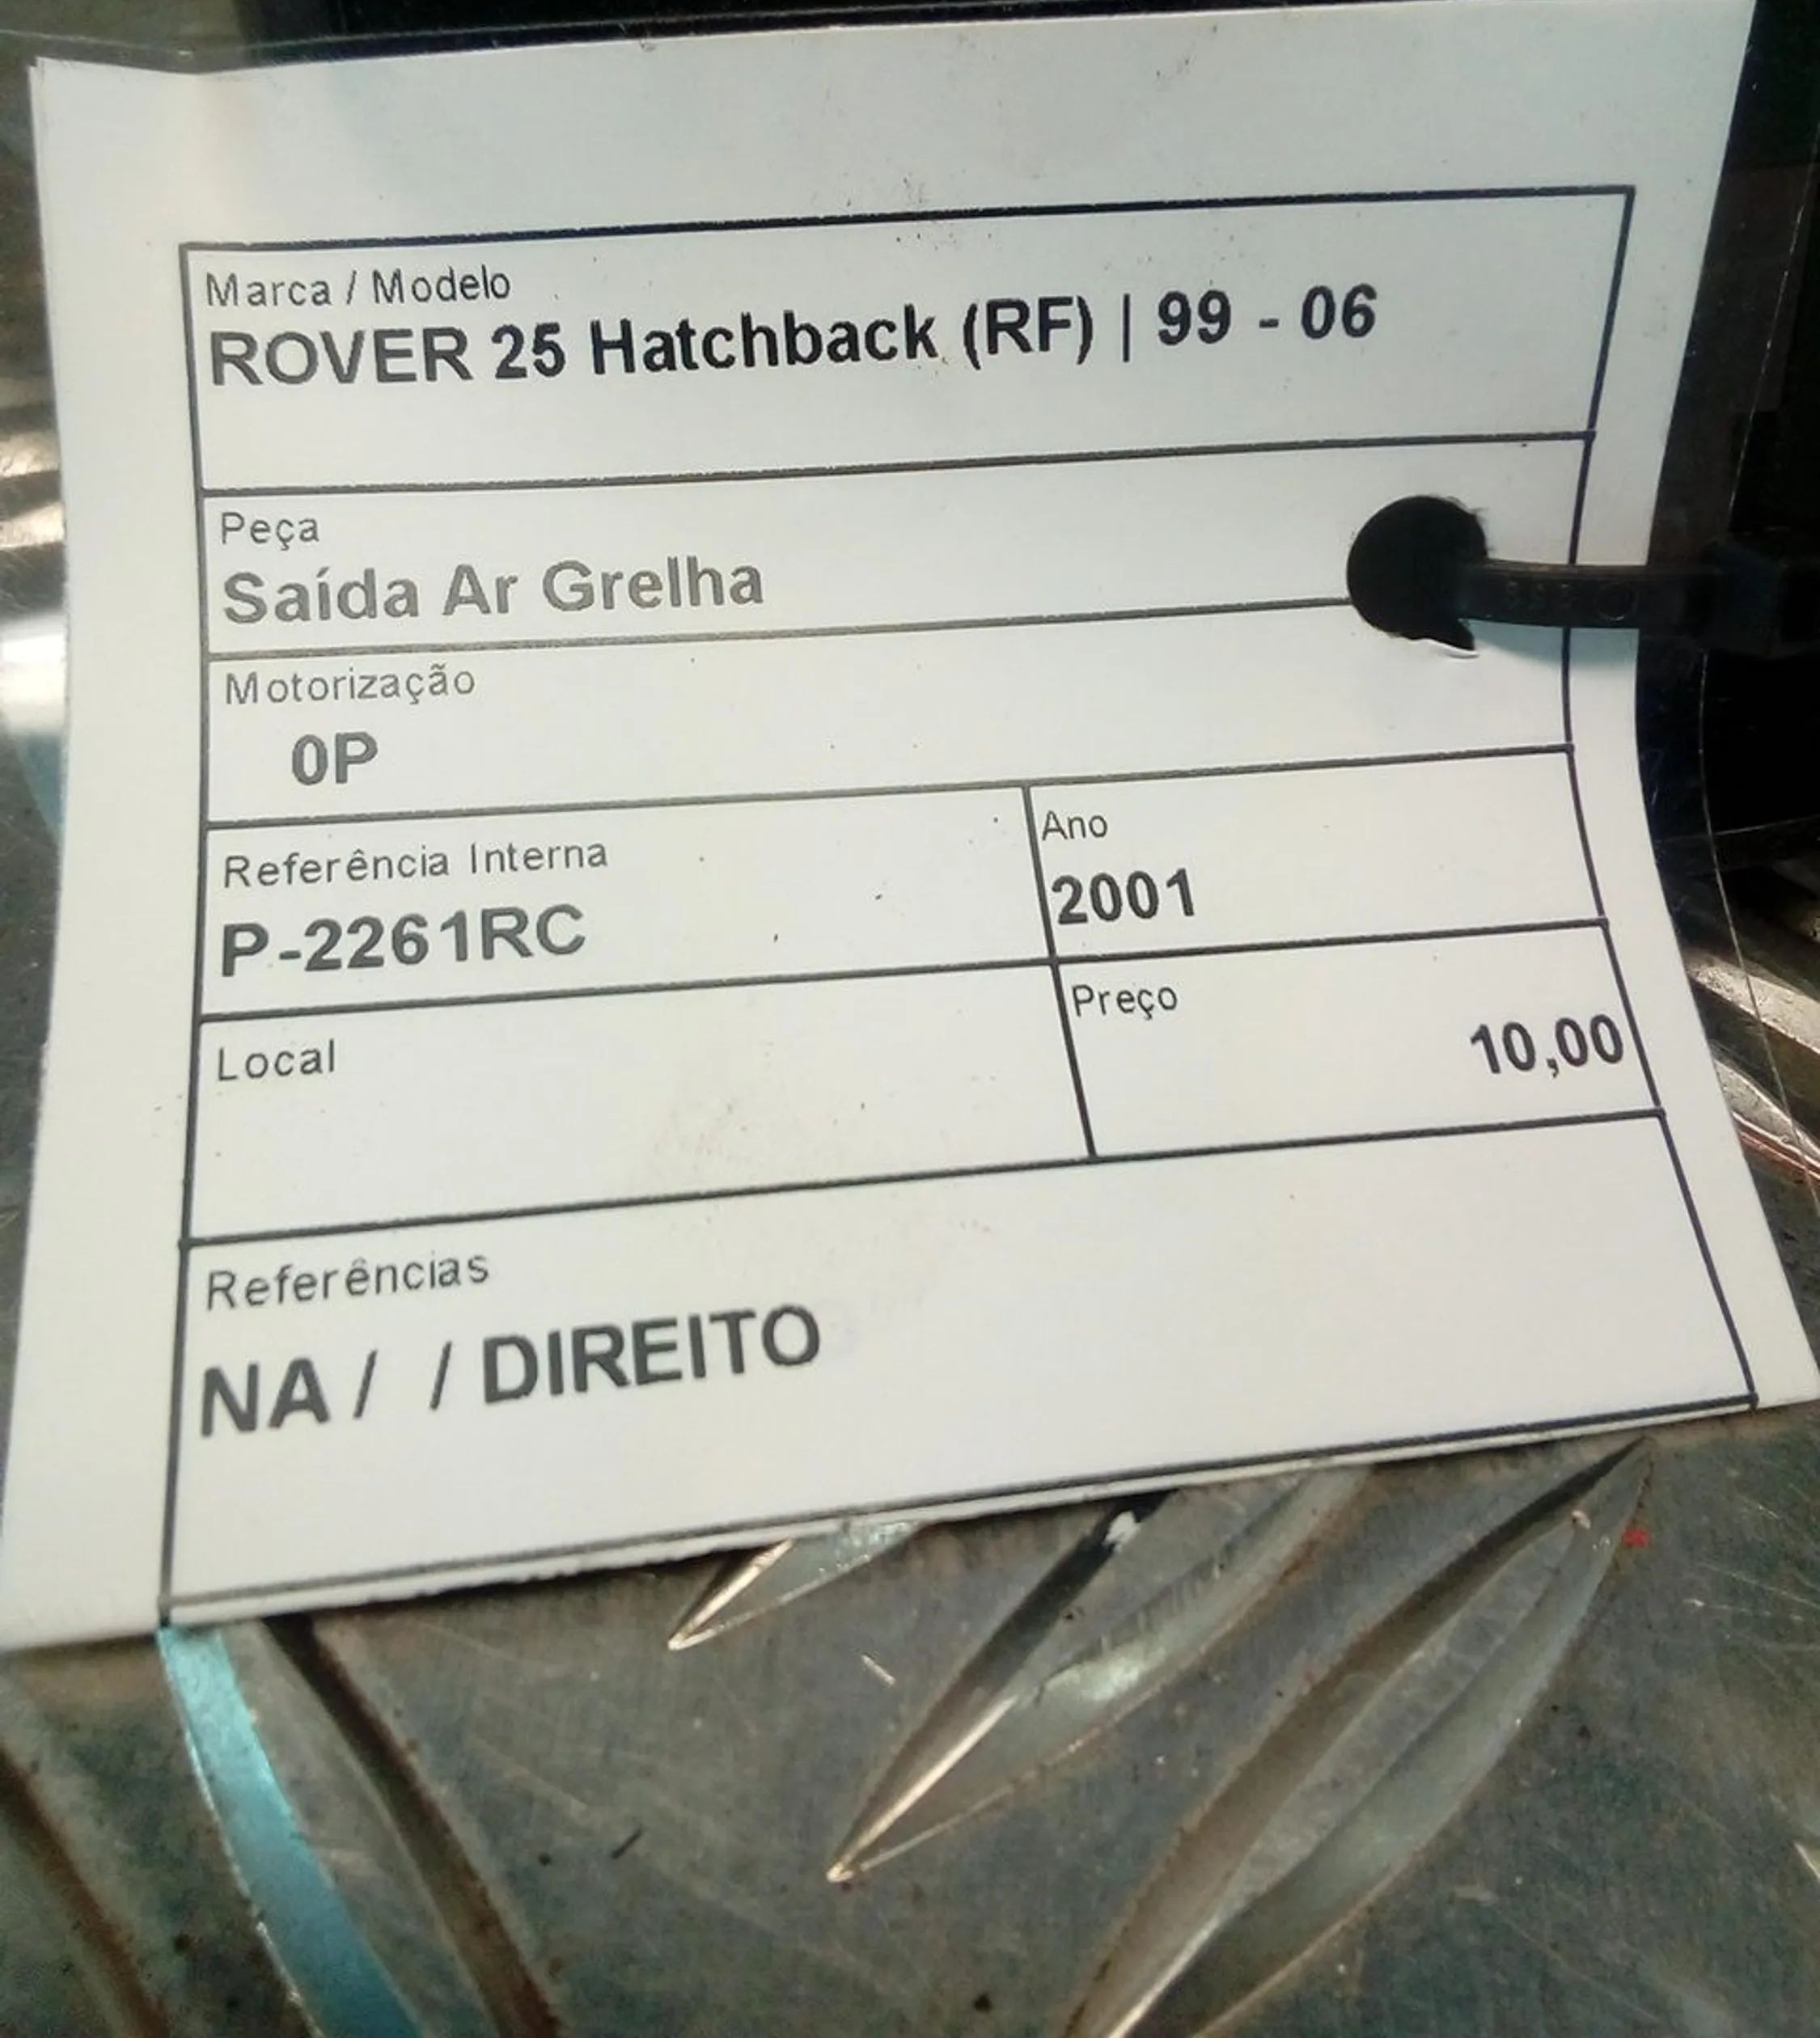 Marca / Modelo
ROVER 25 Hatchback (RF) | 99 - 06
Peça
Saída Ar Grelha
Motorização
0P
Referência Interna
P-2261RC
Ano
2001
Local
Preço
10,00
Referências
NA / / DIREITO